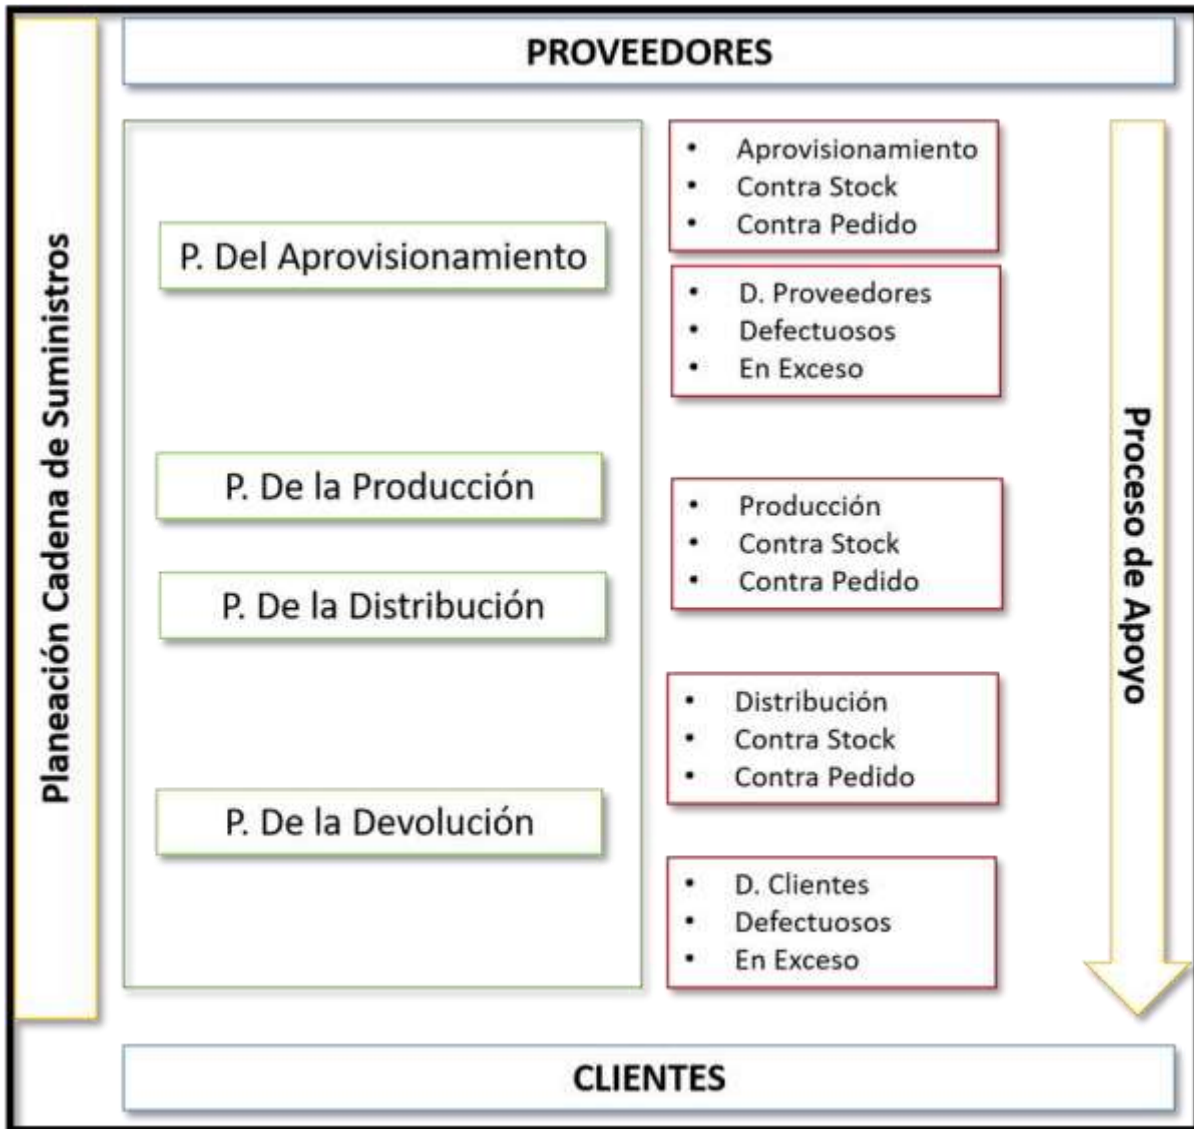 PROVEEDORES
Planeación Cadena de Suministros
P. Del Aprovisionamiento
P. De la Producción
P. De la Distribución
P. De la Devolución
• Aprovisionamiento
• Contra Stock
• Contra Pedido
• D. Proveedores
• Defectuosos
• En Exceso
• Producción
• Contra Stock
• Contra Pedido
• Distribución
• Contra Stock
• Contra Pedido
• D. Clientes
• Defectuosos
• En Exceso
Proceso de Apoyo
CLIENTES